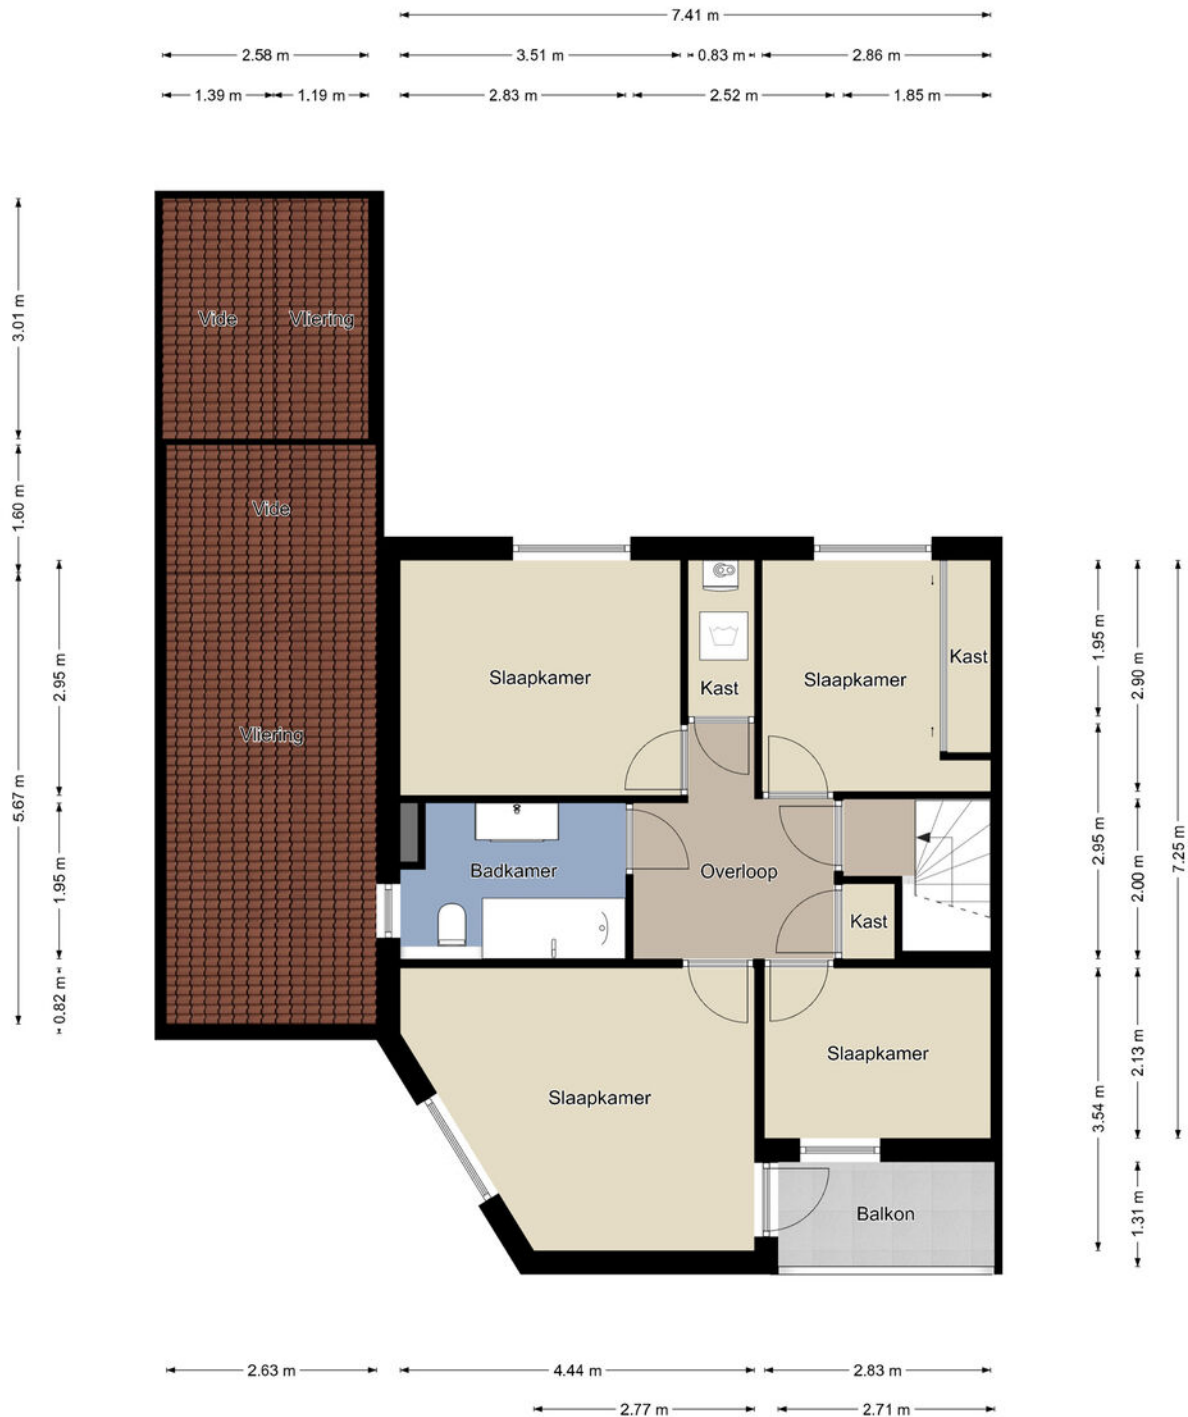 7.41 m
2.58 m
3.51 m
0.83 m
2.86 m
1.39 m
1.19 m
2.83 m
2.52 m
1.85 m
3.01 m
1.60 m
5.67 m
2.95 m
1.95 m
0.82 m
Vide
Vliering
Vide
Vliering
Slaapkamer
Kast
Slaapkamer
Kast
Badkamer
Overloop
Kast
Slaapkamer
Slaapkamer
Balkon
1.95 m
2.95 m
3.54 m
2.90 m
2.00 m
2.13 m
1.31 m
7.25 m
2.63 m
4.44 m
2.83 m
2.77 m
2.71 m